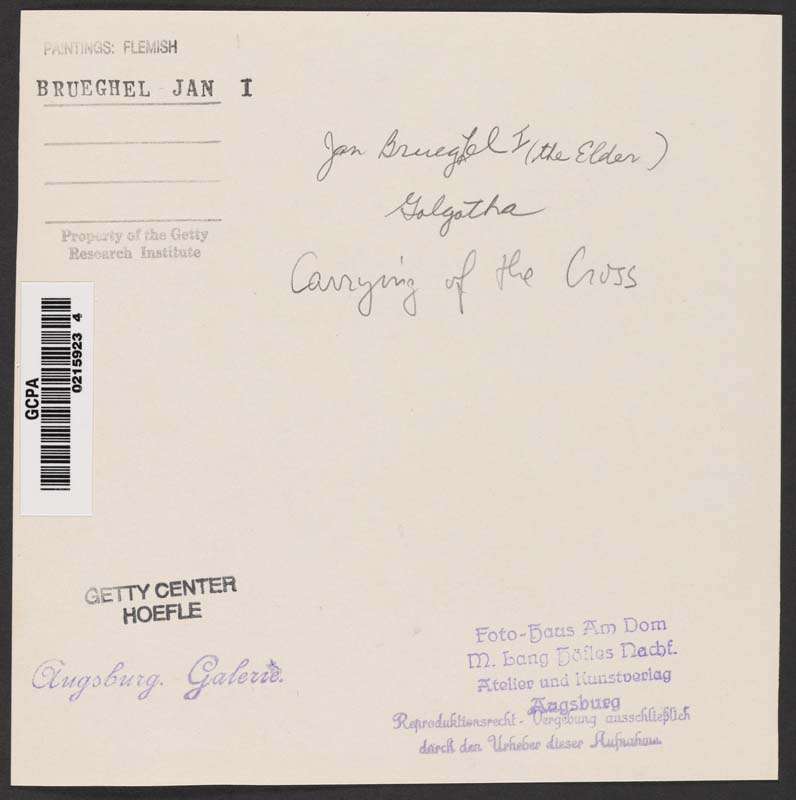 PAINTINGS: FLEMISH
BRUEGHEL JAN I
Property of the Getty
Research Institute
Jan Brueghel I (the Elder)
Golgotha
Carrying of the Cross
GCPA
0215923 4
GETTY CENTER
HOEFLE
Augsburg. Galerie.
Foto-Haus Am Dom
M. Lang Höfles Nachf.
Atelier und Kunstverlag
Augsburg
Reproduktionsrecht-Vergebung ausschließlich
durch den Urheber dieser Aufnahme.